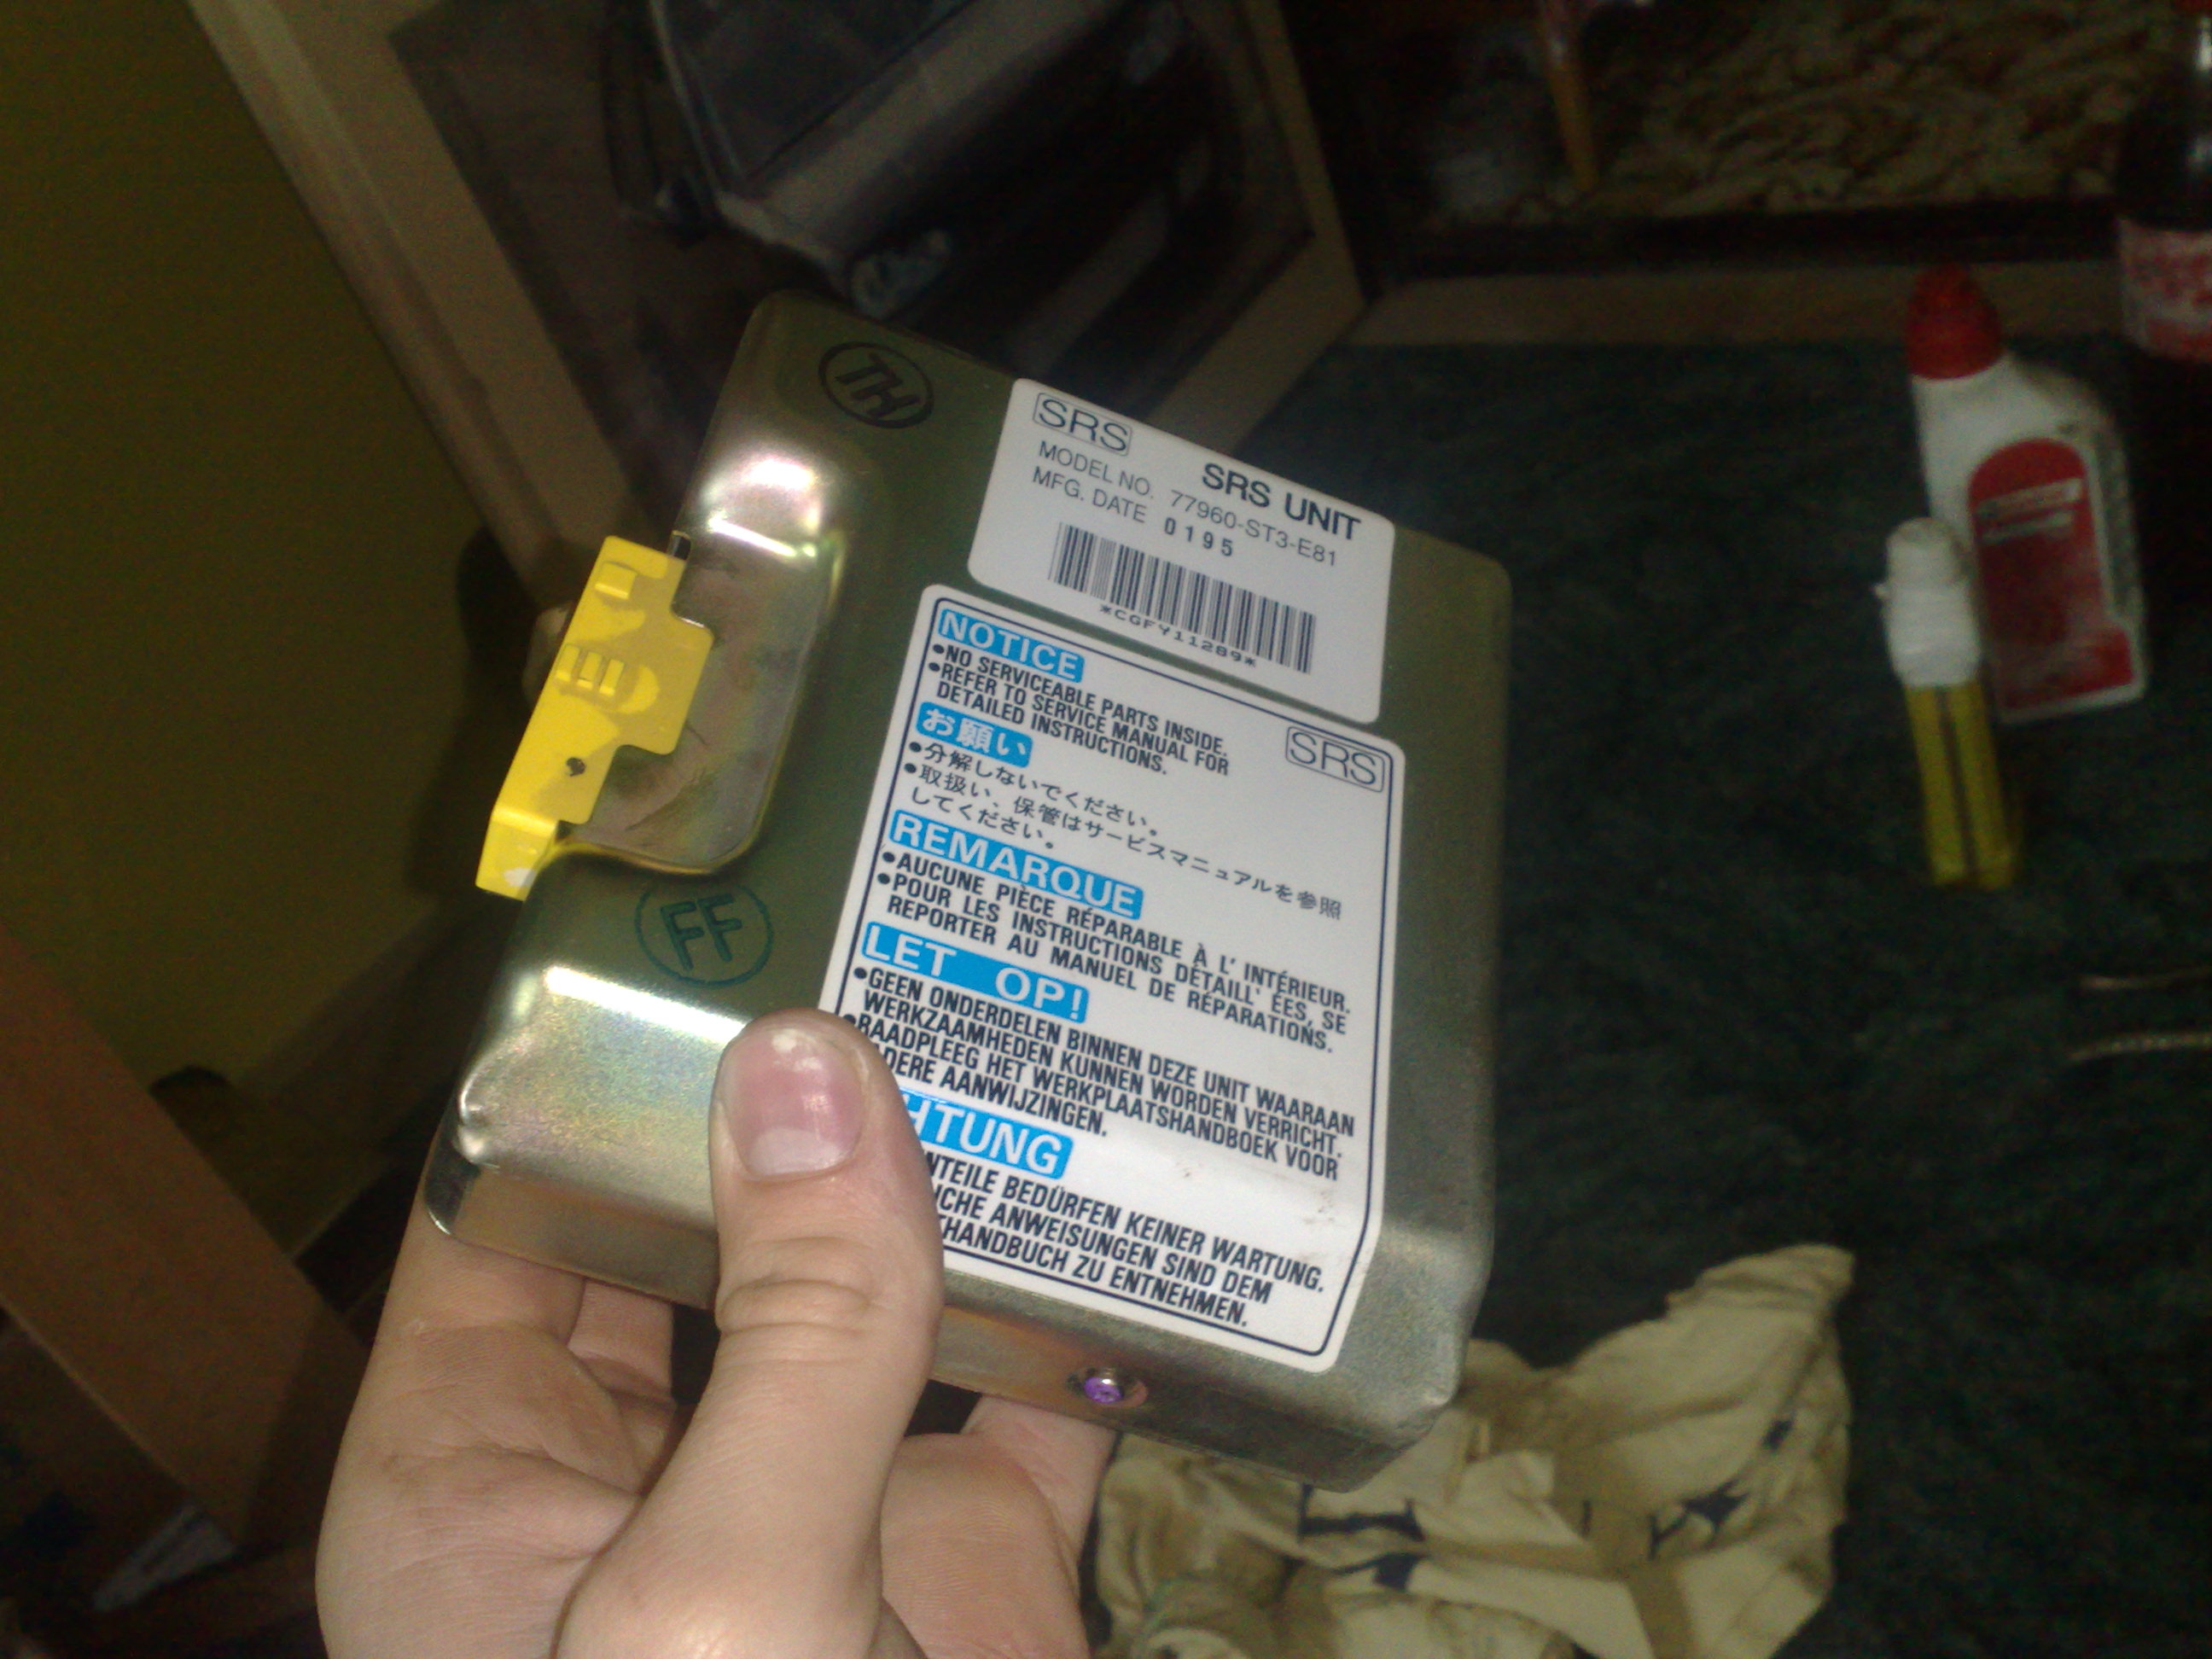 TH
SRS
SRS UNIT
MODEL NO. 77960-ST3-E81
MFG. DATE 0195
*CGFY11289*
NOTICE
•NO SERVICEABLE PARTS INSIDE.
•REFER TO SERVICE MANUAL FOR
DETAILED INSTRUCTIONS.
SRS
お願い
•分解しないでください。
•取扱い、保管はサービスマニュアルを参照
してください。
REMARQUE
•AUCUNE PIÈCE RÉPARABLE À L' INTÉRIEUR.
•POUR LES INSTRUCTIONS DÉTAILL' ÉES, SE
REPORTER AU MANUEL DE RÉPARATIONS.
LET OP!
•GEEN ONDERDELEN BINNEN DEZE UNIT WAARAAN
WERKZAAMHEDEN KUNNEN WORDEN VERRICHT.
•RAADPLEEG HET WERKPLAATSHANDBOEK VOOR
DERE AANWIJZINGEN.
HTUNG
NTEILE BEDÜRFEN KEINER WARTUNG.
ICHE ANWEISUNGEN SIND DEM
HANDBUCH ZU ENTNEHMEN.
FF